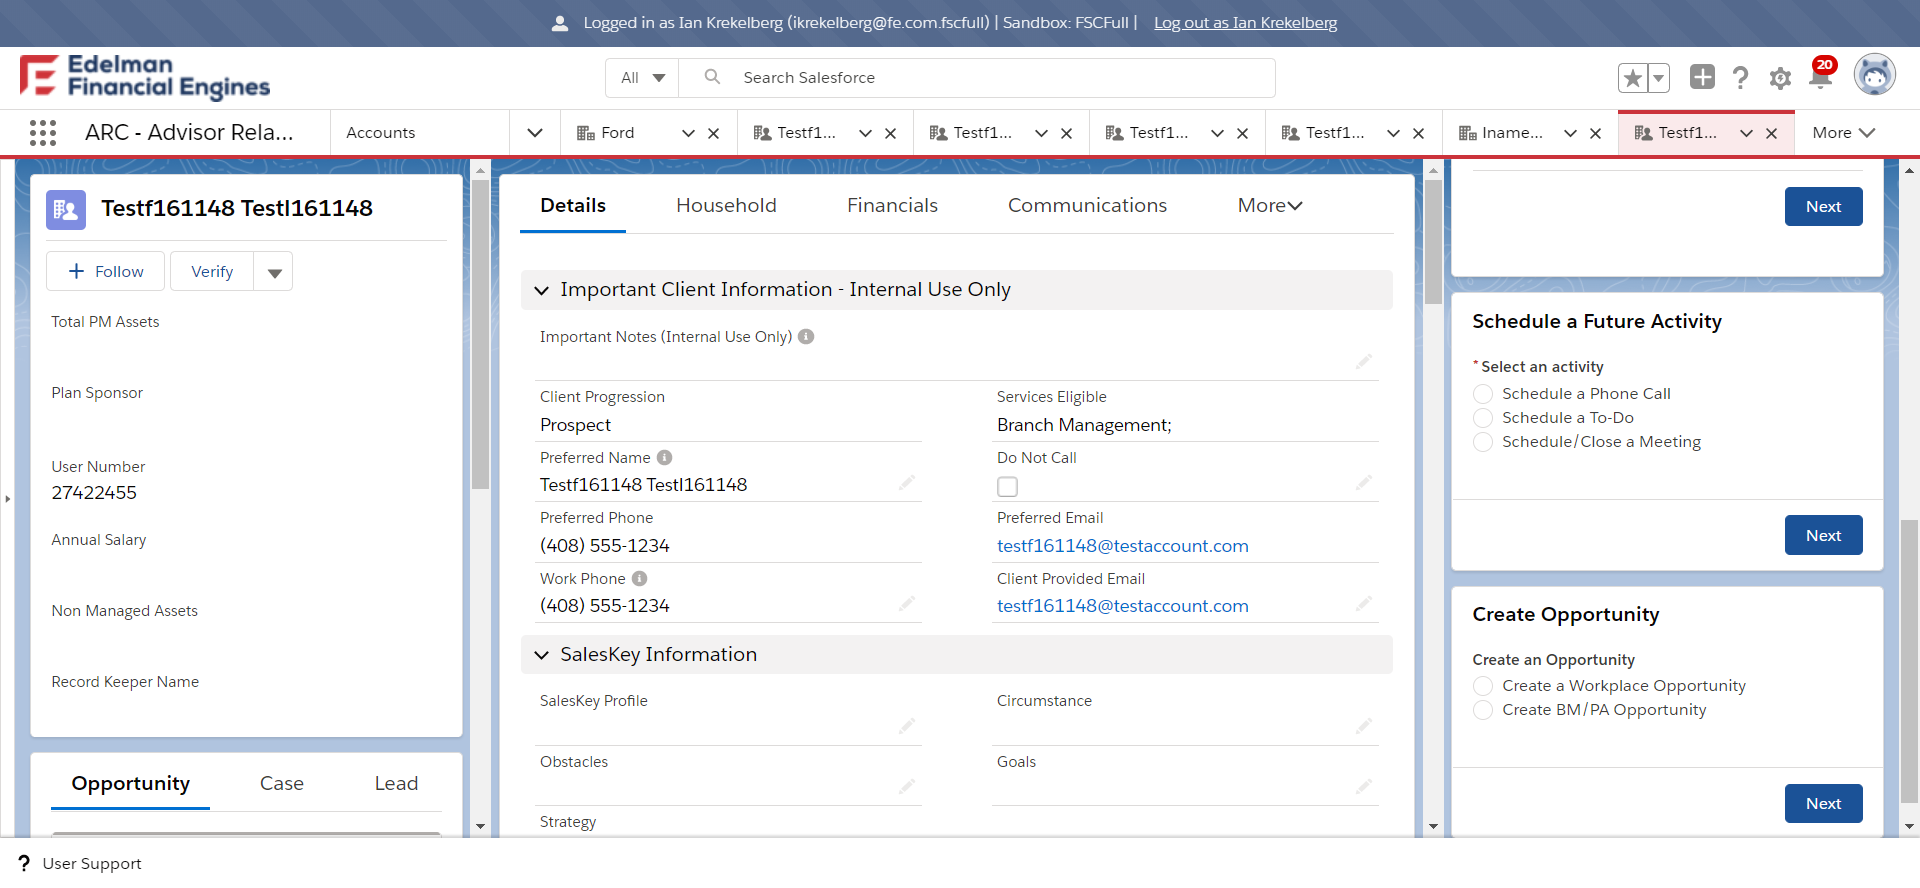 Logged in as Ian Krekelberg (ikrekelberg@fe.com.fscfull) | Sandbox: FSCFull | Log out as Ian Krekelberg
Edelman
Financial Engines
All
Search Salesforce
20
ARC - Advisor Rela...
Accounts
Ford
Testf1...
Testf1...
Testf1...
Testf1...
Iname...
Testf1...
More
Testf161148 Testl161148
Follow
Verify
Total PM Assets
Plan Sponsor
User Number
27422455
Annual Salary
Non Managed Assets
Record Keeper Name
Opportunity
Case
Lead
Details
Household
Financials
Communications
More
Important Client Information - Internal Use Only
Important Notes (Internal Use Only)
Client Progression
Prospect
Services Eligible
Branch Management;
Preferred Name
Testf161148 Testl161148
Do Not Call
Preferred Phone
(408) 555-1234
Preferred Email
testf161148@testaccount.com
Work Phone
(408) 555-1234
Client Provided Email
testf161148@testaccount.com
SalesKey Information
SalesKey Profile
Circumstance
Obstacles
Goals
Strategy
Next
Schedule a Future Activity
*Select an activity
Schedule a Phone Call
Schedule a To-Do
Schedule/Close a Meeting
Next
Create Opportunity
Create an Opportunity
Create a Workplace Opportunity
Create BM/PA Opportunity
Next
? User Support